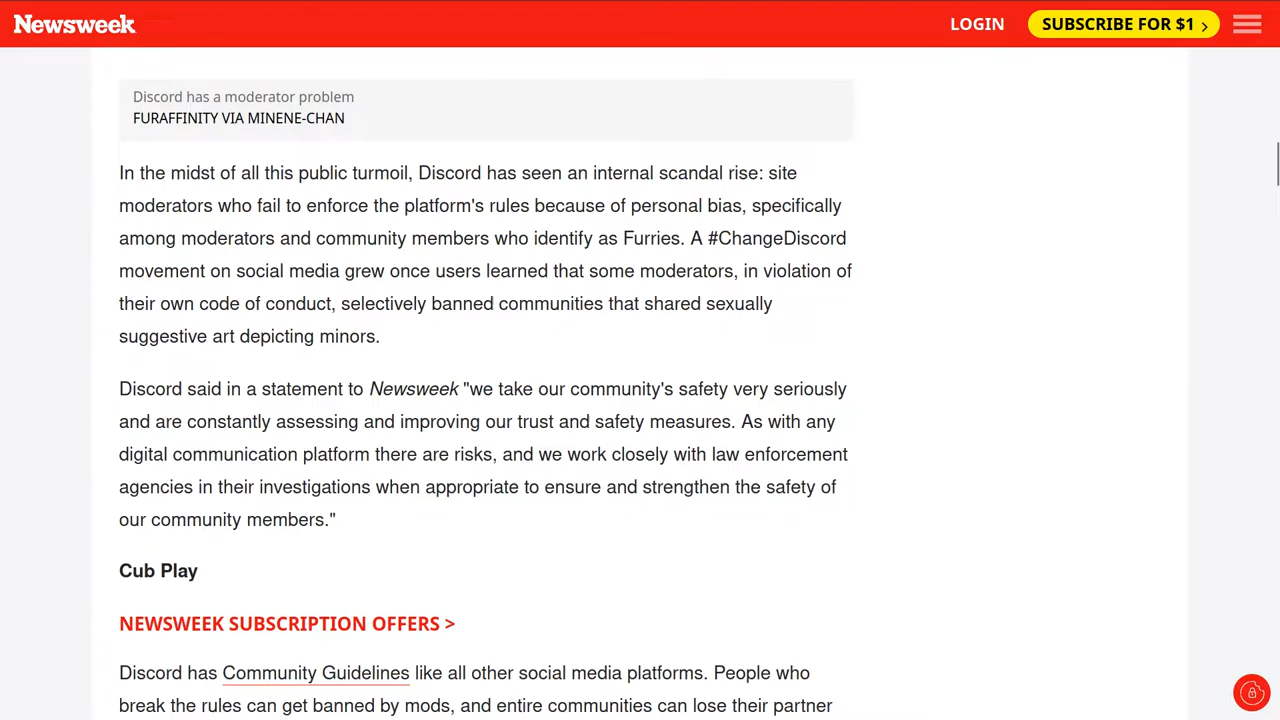 Newsweek
LOGIN
SUBSCRIBE FOR $1 >
Discord has a moderator problem
FURAFFINITY VIA MINENE-CHAN
In the midst of all this public turmoil, Discord has seen an internal scandal rise: site
moderators who fail to enforce the platform's rules because of personal bias, specifically
among moderators and community members who identify as Furries. A #ChangeDiscord
movement on social media grew once users learned that some moderators, in violation of
their own code of conduct, selectively banned communities that shared sexually
suggestive art depicting minors.
Discord said in a statement to Newsweek "we take our community's safety very seriously
and are constantly assessing and improving our trust and safety measures. As with any
digital communication platform there are risks, and we work closely with law enforcement
agencies in their investigations when appropriate to ensure and strengthen the safety of
our community members."
Cub Play
NEWSWEEK SUBSCRIPTION OFFERS >
Discord has Community Guidelines like all other social media platforms. People who
break the rules can get banned by mods, and entire communities can lose their partner